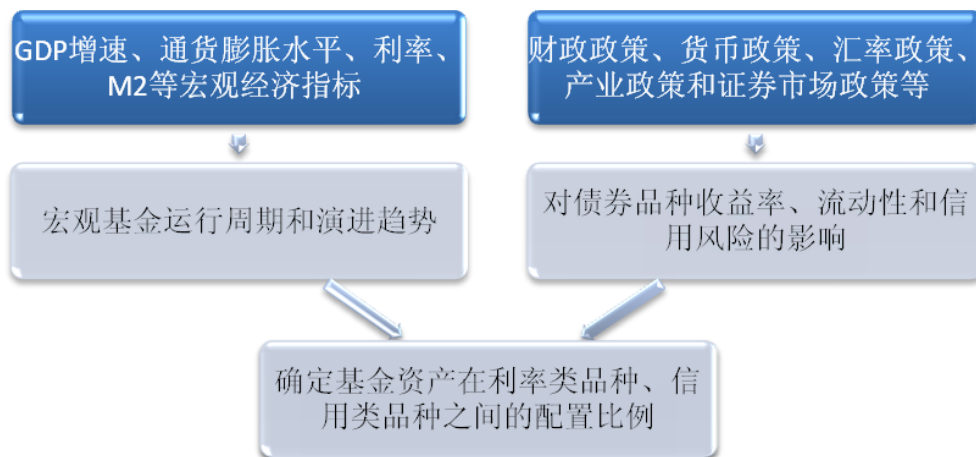 GDP增速、通货膨胀水平、利率、
M2等宏观经济指标
财政政策、货币政策、汇率政策、
产业政策和证券市场政策等
宏观基金运行周期和演进趋势
对债券品种收益率、流动性和信
用风险的影响
确定基金资产在利率类品种、信
用类品种之间的配置比例